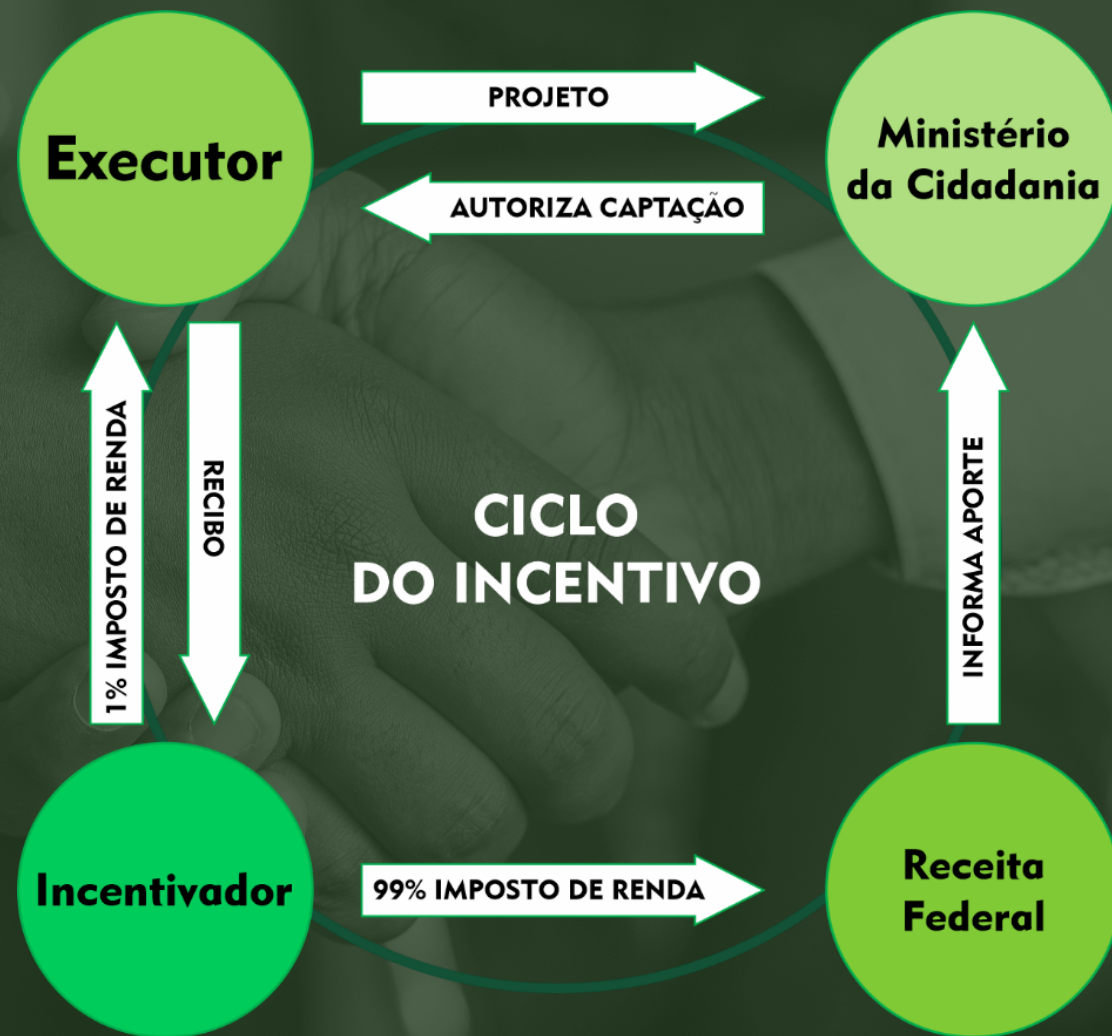 PROJETO
Executor
Ministério
da Cidadania
AUTORIZA CAPTAÇÃO
1% IMPOSTO DE RENDA
RECIBO
CICLO
DO INCENTIVO
INFORMA APORTE
Incentivador
99% IMPOSTO DE RENDA
Receita
Federal